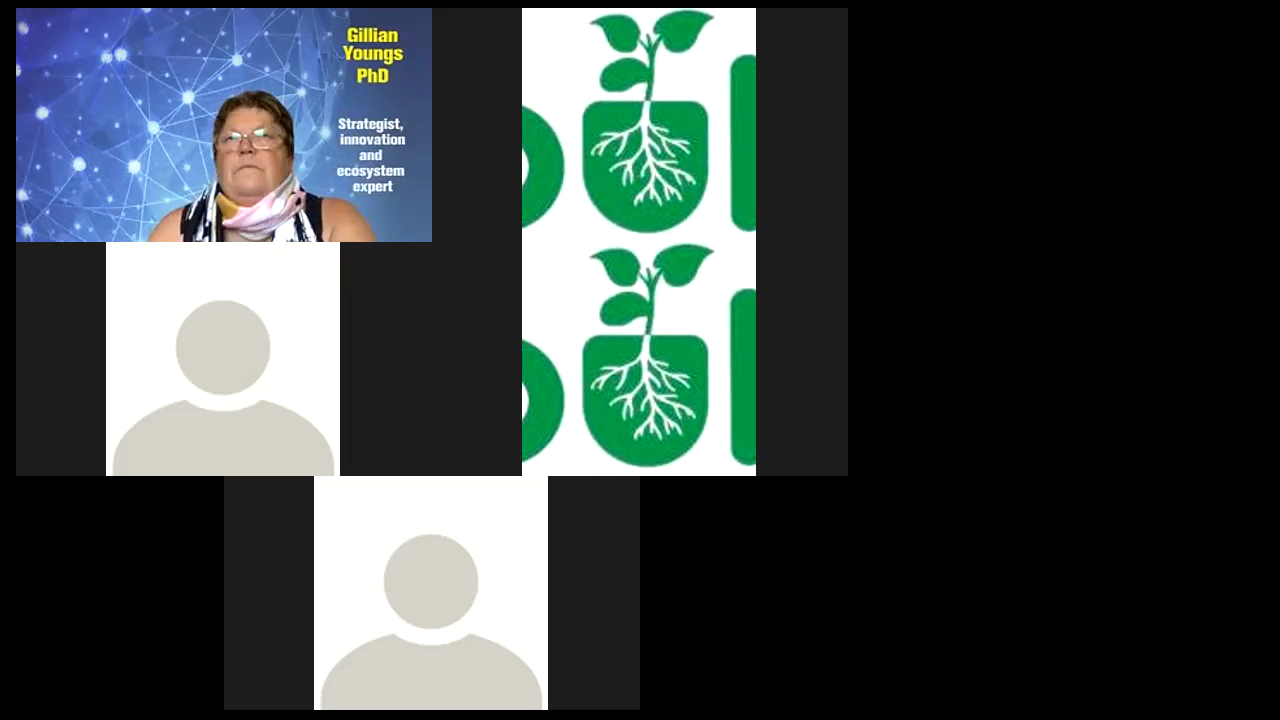 Gillian
Youngs
PhD
Strategist,
innovation
and
ecosystem
expert